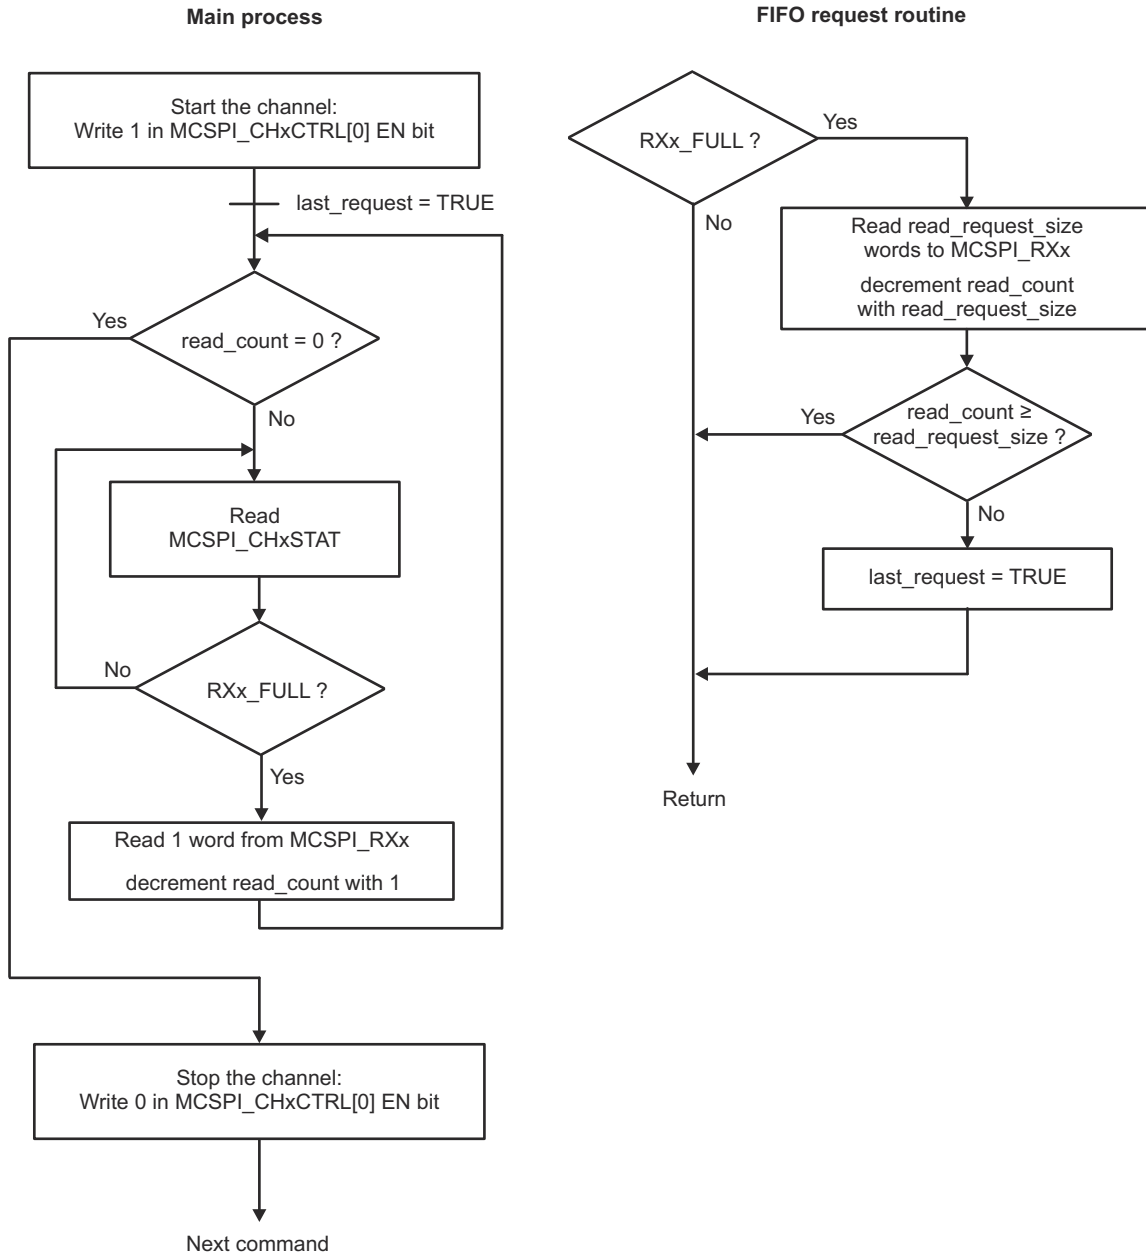 Main process
Start the channel:
Write 1 in MCSPI_CHxCTRL[0] EN bit
last_request = TRUE
Yes
read_count = 0 ?
No
Read
MCSPI_CHxSTAT
No
RXx_FULL ?
Yes
Read 1 word from MCSPI_RXx
decrement read_count with 1
Stop the channel:
Write 0 in MCSPI_CHxCTRL[0] EN bit
Next command
FIFO request routine
RXx_FULL ?
Yes
No
Read read_request_size
words to MCSPI_RXx
decrement read_count
with read_request_size
Yes
read_count ≥
read_request_size ?
No
last_request = TRUE
Return